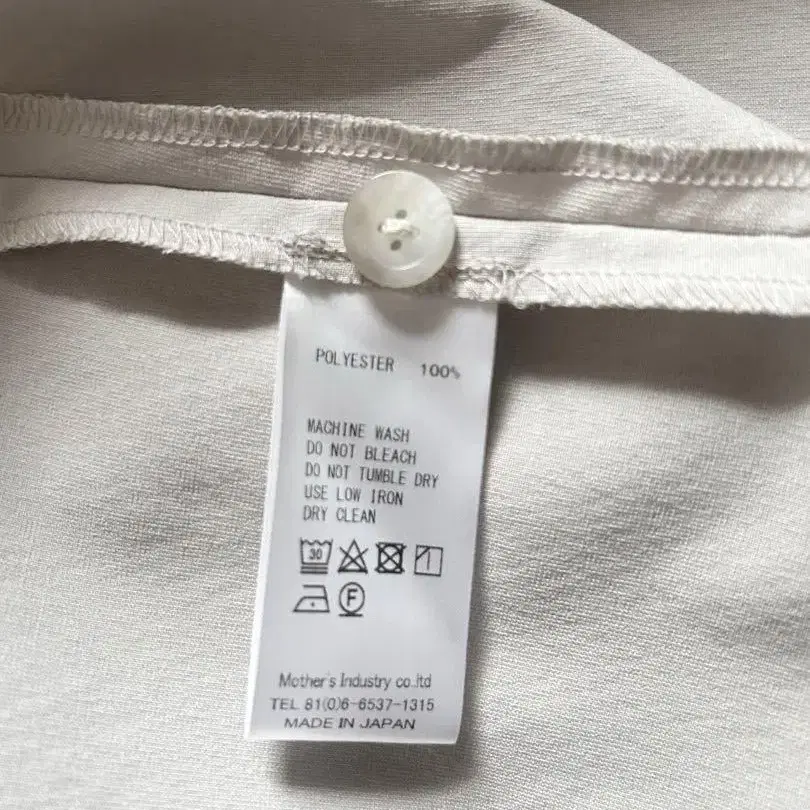 POLYESTER 100%
MACHINE WASH
DO NOT BLEACH
DO NOT TUMBLE DRY
USE LOW IRON
DRY CLEAN
30
F
Mother's Industry co.ltd
TEL 81(0)6-6537-1315
MADE IN JAPAN